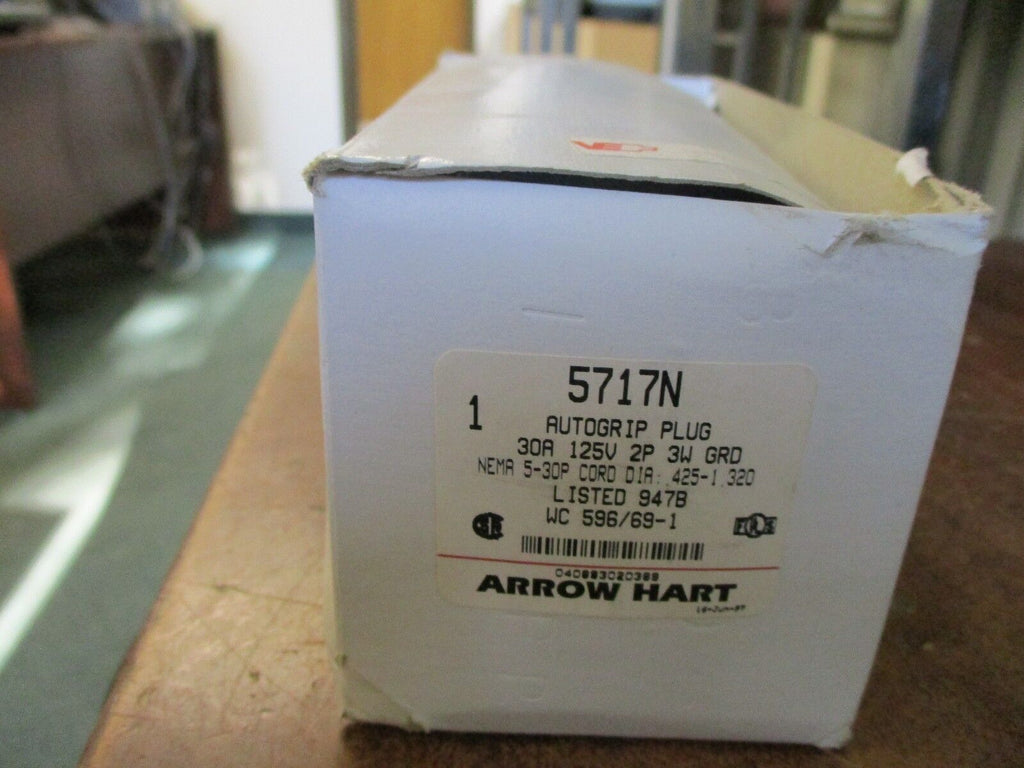 5717N
1
AUTOGRIP PLUG
30A 125V 2P 3W GRD
NEMA 5-30P CORD DIA: .425-1.320
LISTED 947B
WC 596/69-1
ARROW HART